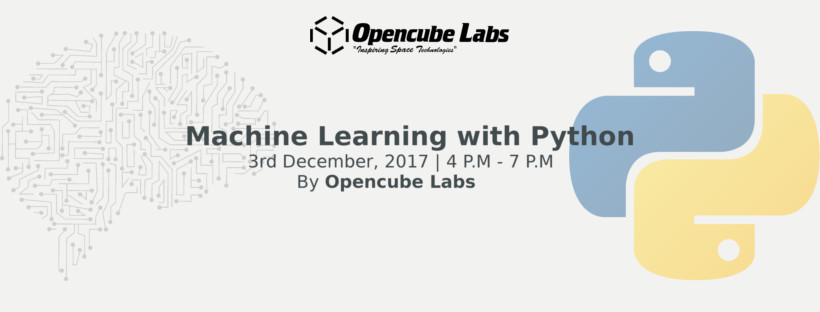 Opencube Labs
"Inspiring Space Technologies"
Machine Learning with Python
3rd December, 2017 | 4 P.M - 7 P.M
By Opencube Labs